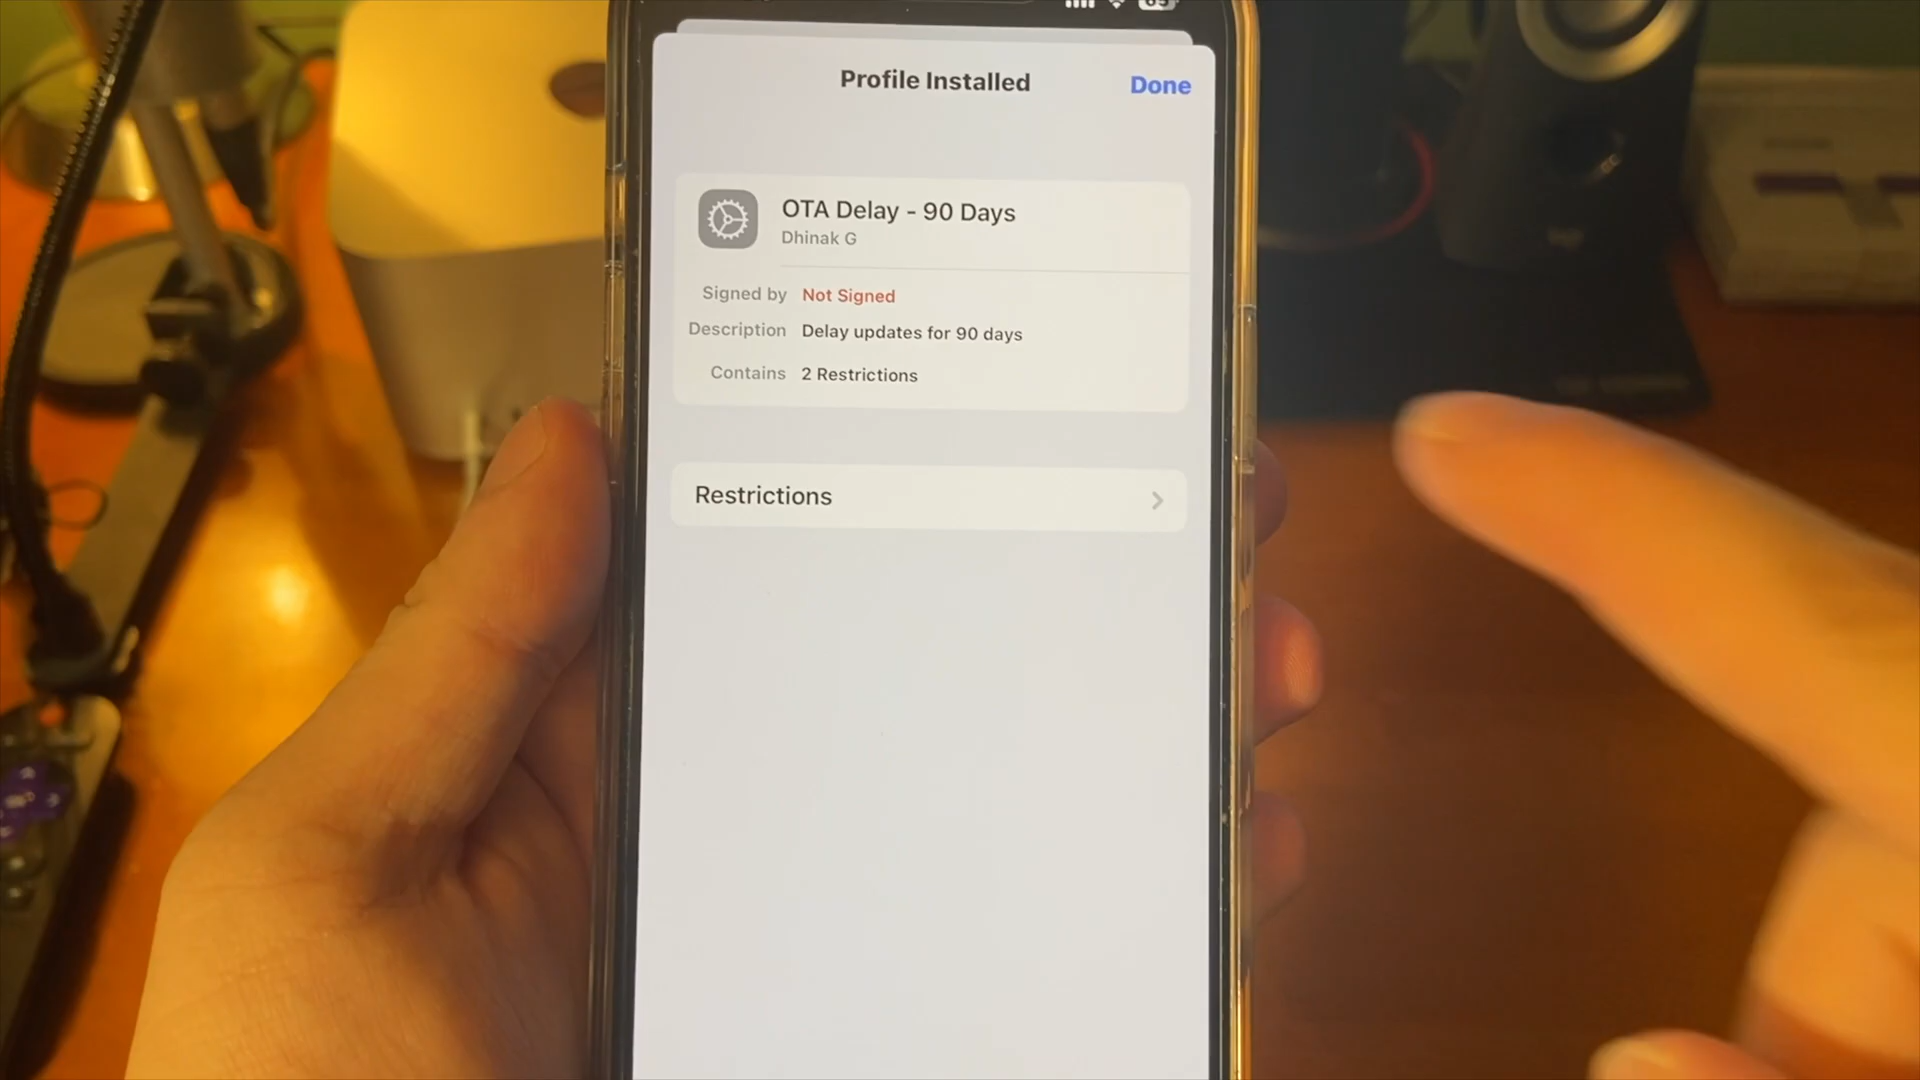 Profile Installed
Done
OTA Delay - 90 Days
Dhinak G
Signed by Not Signed
Description Delay updates for 90 days
Contains 2 Restrictions
Restrictions